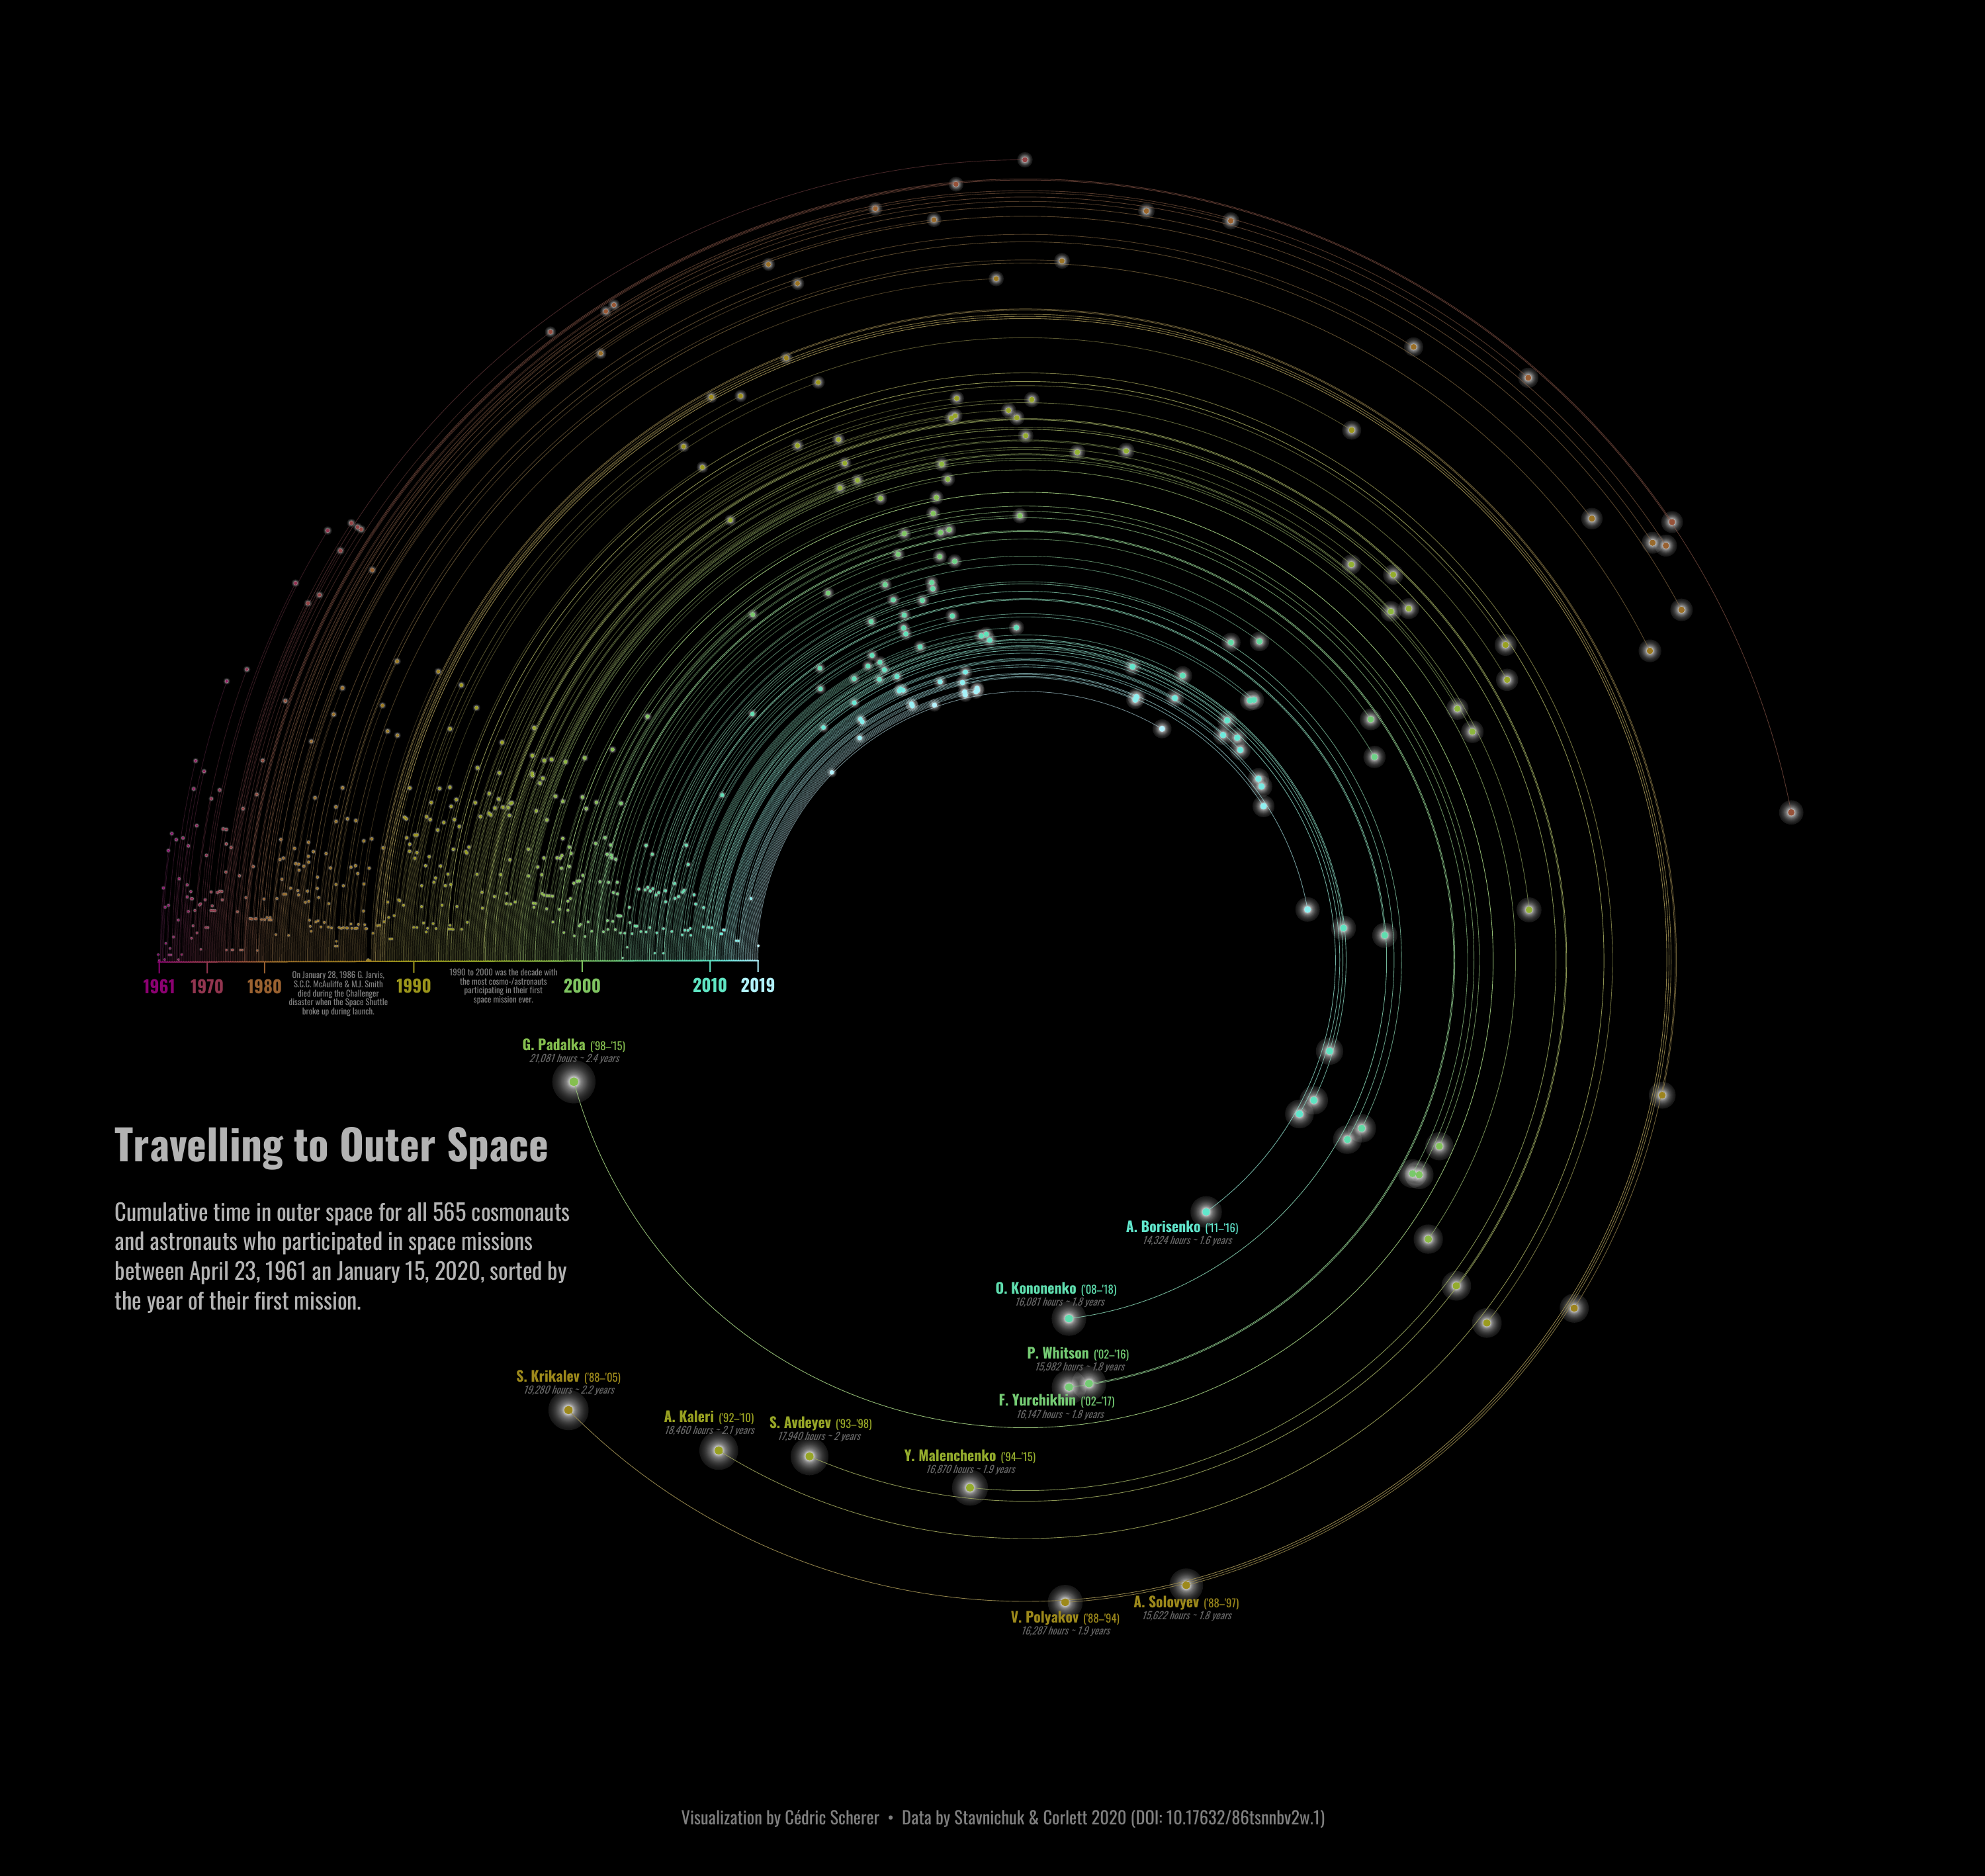 1961
1970
1980
On January 28, 1986 G. Jarvis,
S.C.C. McAuliffe & M.J. Smith
died during the Challenger
disaster when the Space Shuttle
broke up during launch.
1990
1990 to 2000 was the decade with
the most cosmo-/astronauts
participating in their first
space mission ever.
2000
2010
2019
G. Padalka ('98–'15)
21,081 hours ~ 2.4 years
Travelling to Outer Space
Cumulative time in outer space for all 565 cosmonauts
and astronauts who participated in space missions
between April 23, 1961 an January 15, 2020, sorted by
the year of their first mission.
A. Borisenko ('11–'16)
14,324 hours ~ 1.6 years
O. Kononenko ('08–'18)
16,081 hours ~ 1.8 years
P. Whitson ('02–'16)
15,982 hours ~ 1.8 years
F. Yurchikhin ('02–'17)
16,147 hours ~ 1.8 years
S. Krikalev ('88–'05)
19,280 hours ~ 2.2 years
A. Kaleri ('92–'10)
18,460 hours ~ 2.1 years
S. Avdeyev ('93–'98)
17,940 hours ~ 2 years
Y. Malenchenko ('94–'15)
16,870 hours ~ 1.9 years
V. Polyakov ('88–'94)
16,287 hours ~ 1.9 years
A. Solovyev ('88–'97)
15,622 hours ~ 1.8 years
Visualization by Cédric Scherer • Data by Stavnichuk & Corlett 2020 (DOI: 10.17632/86tsnnbv2w.1)